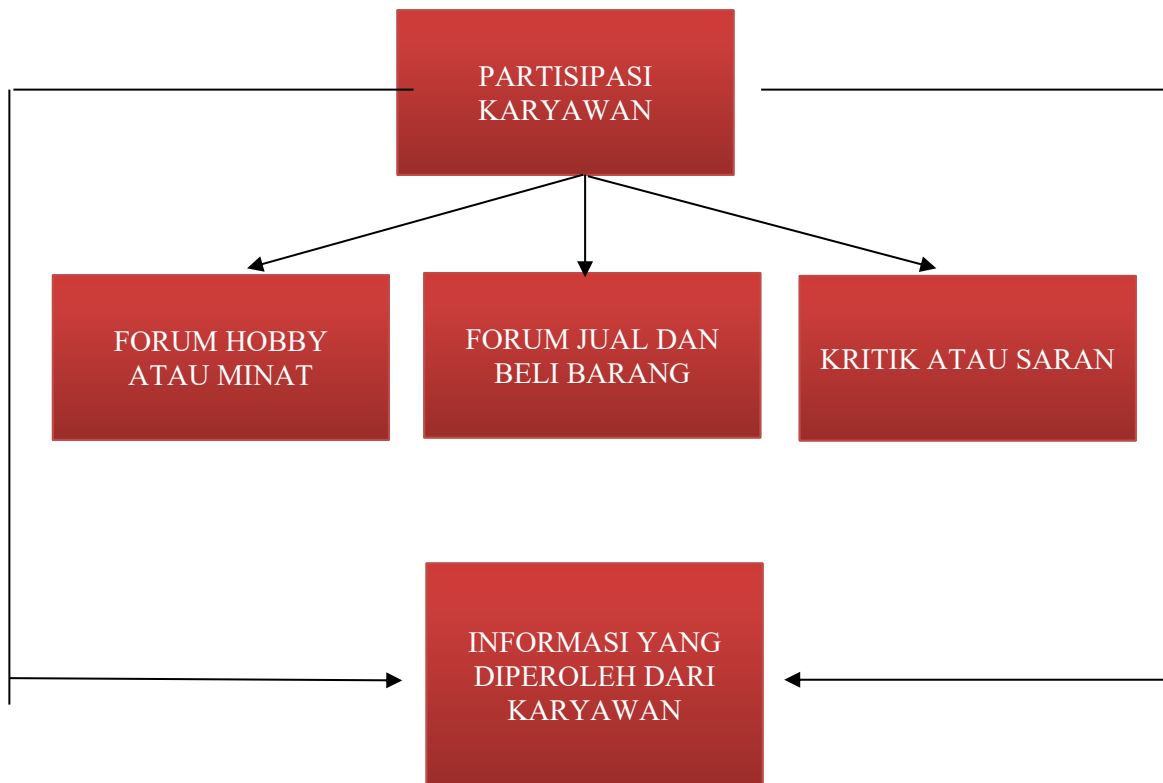 PARTISIPASI
KARYAWAN
FORUM HOBBY
ATAU MINAT
FORUM JUAL DAN
BELI BARANG
KRITIK ATAU SARAN
INFORMASI YANG
DIPEROLEH DARI
KARYAWAN